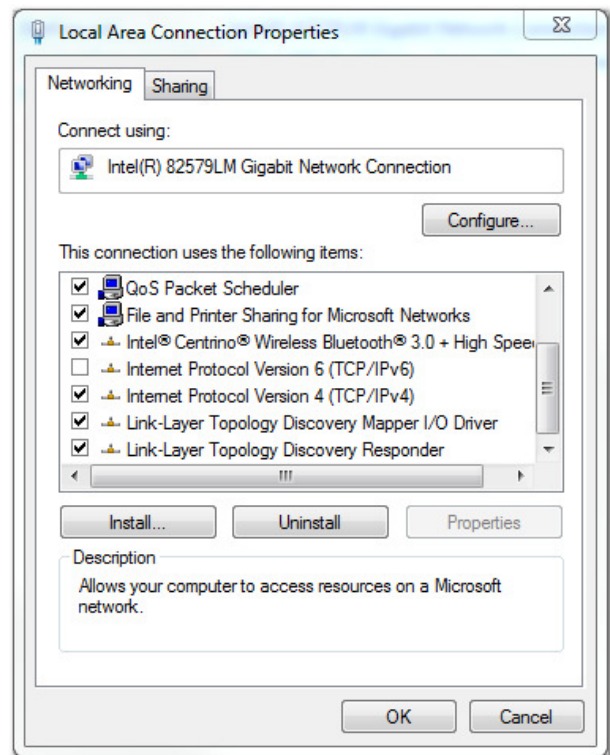 Local Area Connection Properties
Networking
Sharing
Connect using:
Intel(R) 82579LM Gigabit Network Connection
Configure...
This connection uses the following items:
QoS Packet Scheduler
File and Printer Sharing for Microsoft Networks
Intel® Centrino® Wireless Bluetooth® 3.0 + High Speed
Internet Protocol Version 6 (TCP/IPv6)
Internet Protocol Version 4 (TCP/IPv4)
Link-Layer Topology Discovery Mapper I/O Driver
Link-Layer Topology Discovery Responder
Install...
Uninstall
Properties
Description
Allows your computer to access resources on a Microsoft
network.
OK
Cancel